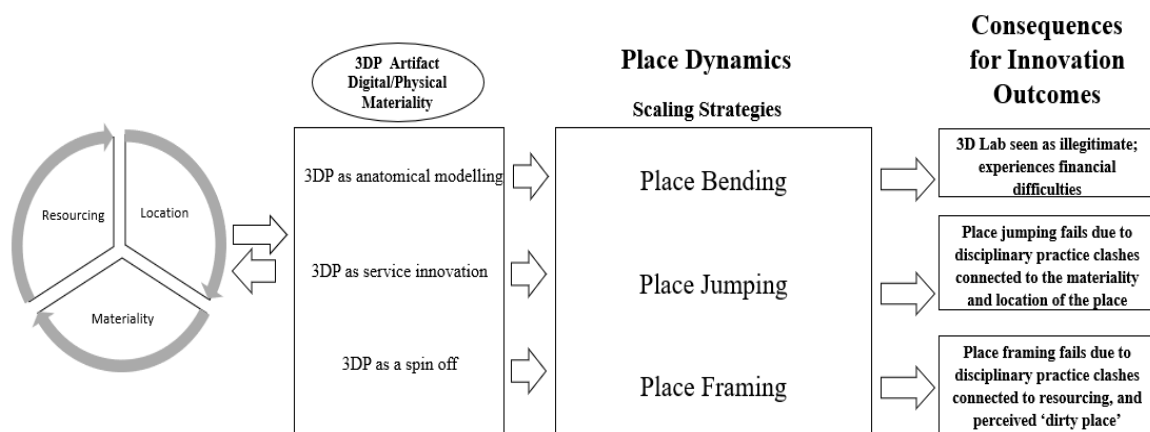 Resourcing
Location
Materiality
3DP Artifact
Digital/Physical
Materiality
3DP as anatomical modelling
3DP as service innovation
3DP as a spin off
Place Dynamics
Scaling Strategies
Place Bending
Place Jumping
Place Framing
Consequences
for Innovation
Outcomes
3D Lab seen as illegitimate;
experiences financial
difficulties
Place jumping fails due to
disciplinary practice clashes
connected to the materiality
and location of the place
Place framing fails due to
disciplinary practice clashes
connected to resourcing, and
perceived ‘dirty place’